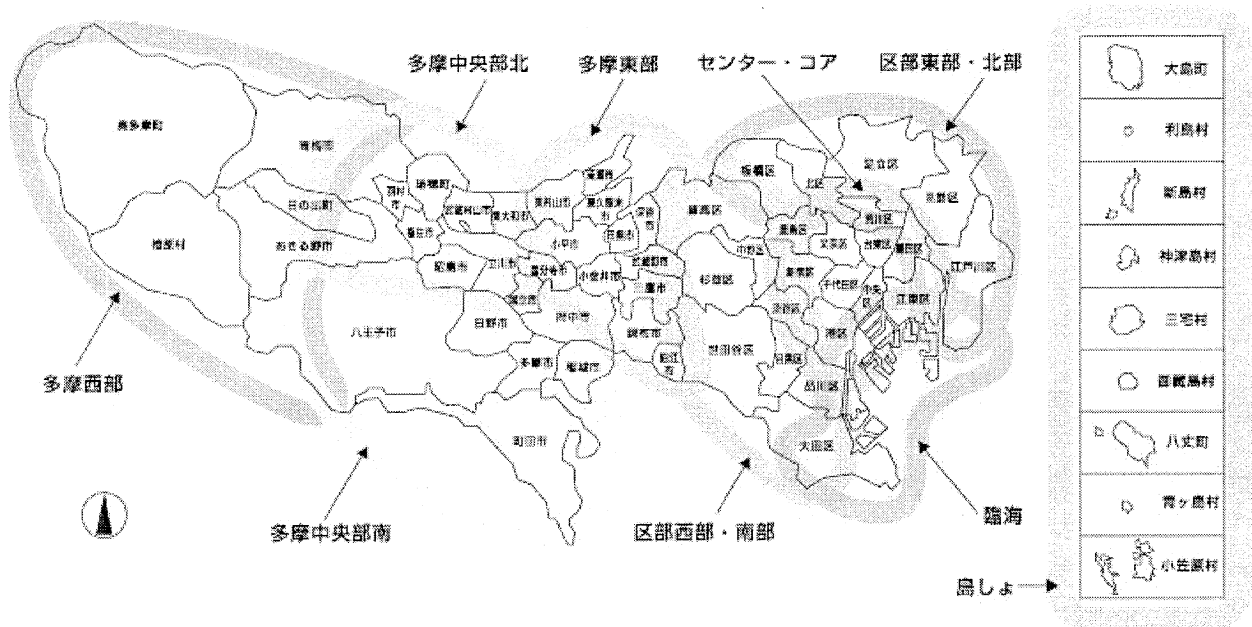 多摩中央部北
多摩東部
センター・コア
区部東部・北部
奥多摩町
青梅市
檜原村
日の出町
あきる野市
羽村市
瑞穂町
福生市
武蔵村山市
東大和市
東村山市
清瀬市
東久留米市
西東京市
小平市
田無市
昭島市
立川市
国分寺市
小金井市
武蔵野市
三鷹市
八王子市
日野市
国立市
府中市
調布市
狛江市
多摩市
稲城市
町田市
板橋区
北区
足立区
葛飾区
練馬区
豊島区
荒川区
文京区
台東区
墨田区
江戸川区
中野区
杉並区
新宿区
千代田区
中央区
江東区
渋谷区
港区
世田谷区
目黒区
品川区
大田区
多摩西部
多摩中央部南
区部西部・南部
臨海
島しょ
大島町
利島村
新島村
神津島村
三宅村
御蔵島村
八丈町
青ヶ島村
小笠原村